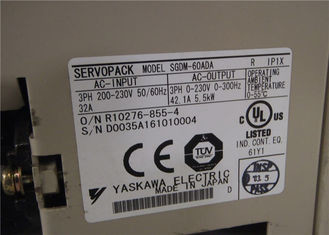 SERVOPACK MODEL SGDM-60ADA R IP1X
AC-INPUT AC-OUTPUT OPERATING AMBIENT TEMPERATURE
3PH 200-230V 50/60Hz 3PH 0-230V 0-300Hz 0-55°C
32A 42.1A 5.5kW
O/N R10276-855-4
S/N D0035A161010004
C UL US
LISTED
IND. CONT. EQ.
61Y1
CE TÜV
YASKAWA ELECTRIC
MADE IN JAPAN D
PASS